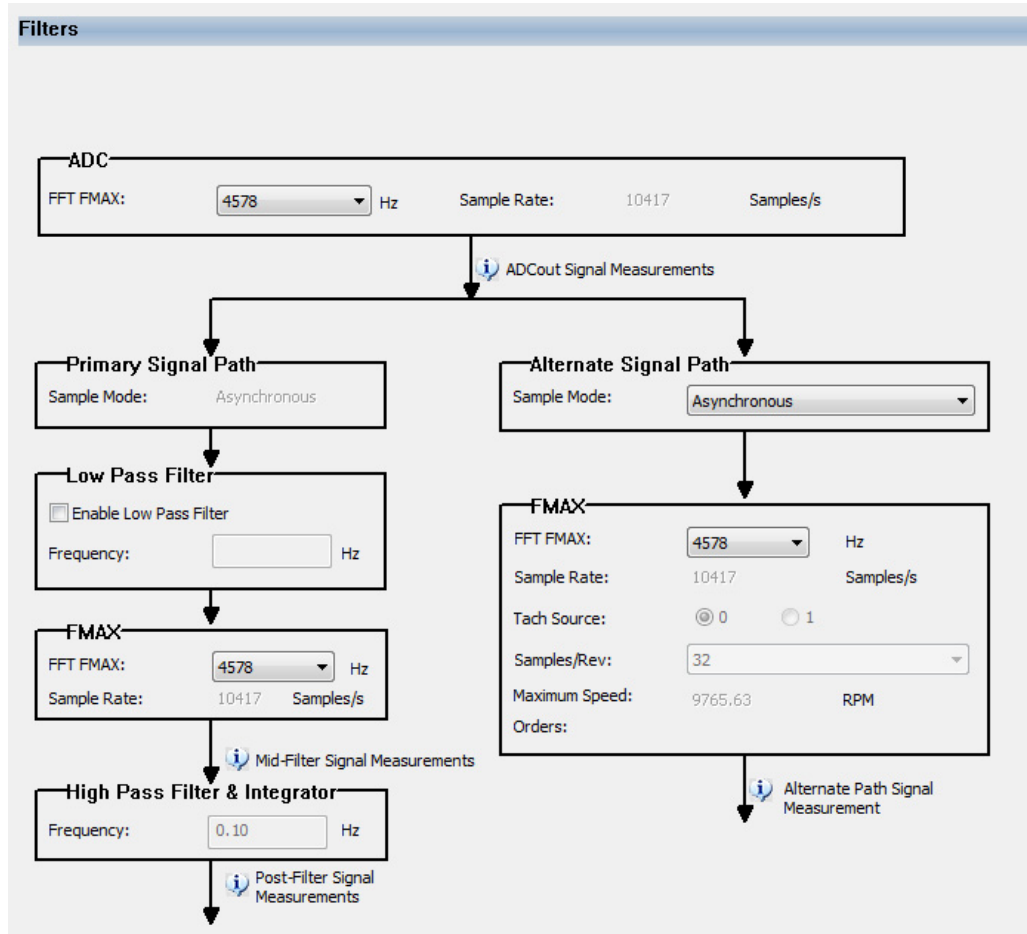 Filters
ADC
FFT FMAX: 4578 Hz Sample Rate: 10417 Samples/s
ADCout Signal Measurements
Primary Signal Path
Sample Mode: Asynchronous
Low Pass Filter
Enable Low Pass Filter
Frequency: Hz
FMAX
FFT FMAX: 4578 Hz
Sample Rate: 10417 Samples/s
Mid-Filter Signal Measurements
High Pass Filter & Integrator
Frequency: 0.10 Hz
Post-Filter Signal
Measurements
Alternate Signal Path
Sample Mode: Asynchronous
FMAX
FFT FMAX: 4578 Hz
Sample Rate: 10417 Samples/s
Tach Source: 0 1
Samples/Rev: 32
Maximum Speed: 9765.63 RPM
Orders:
Alternate Path Signal
Measurement